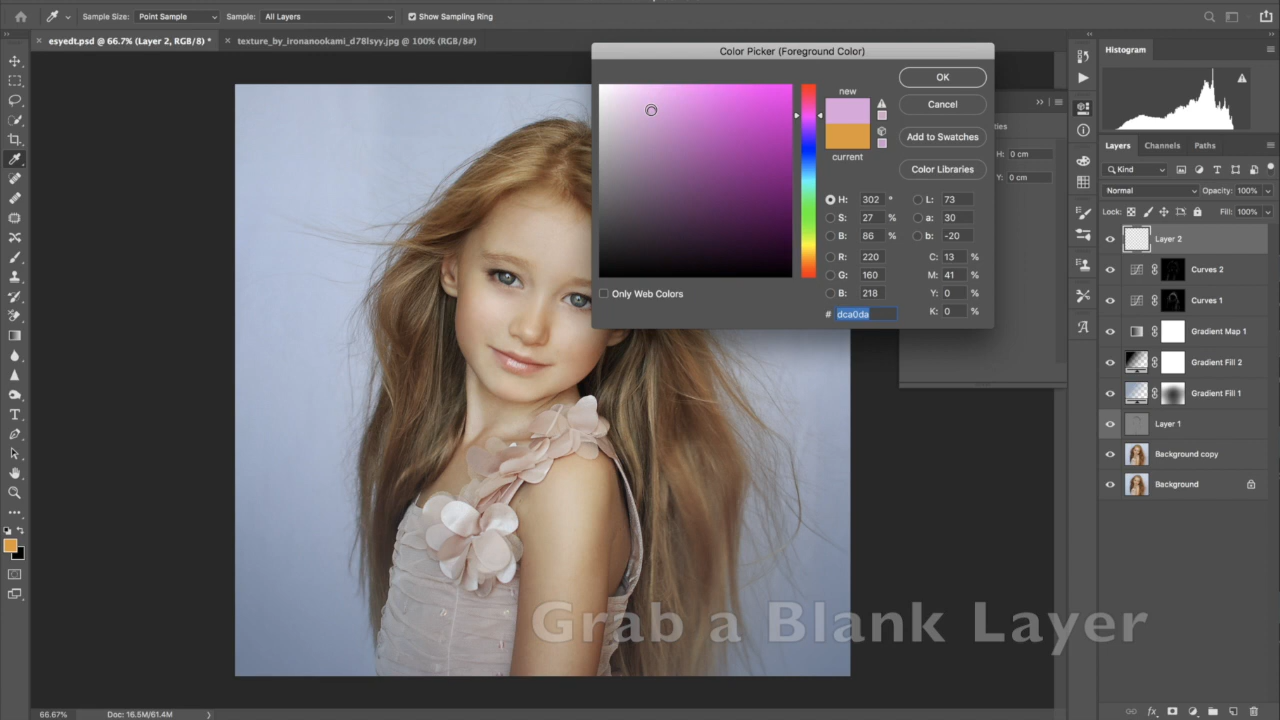 Sample Size: Point Sample Sample: All Layers Show Sampling Ring
esyedt.psd @ 66.7% (Layer 2, RGB/8) * texture_by_ironanookami_d78lsyy.jpg @ 100% (RGB/8#)
Color Picker (Foreground Color)
new
current
OK
Cancel
Add to Swatches
Color Libraries
H: 302 ° L: 73
S: 27 % a: 30
B: 86 % b: -20
R: 220 C: 13 %
G: 160 M: 41 %
B: 218 Y: 0 %
# dca0da K: 0 %
Only Web Colors
ties
H: 0 cm
Y: 0 cm
Histogram
Layers Channels Paths
Kind
Normal Opacity: 100%
Lock: Fill: 100%
Layer 2
Curves 2
Curves 1
Gradient Map 1
Gradient Fill 2
Gradient Fill 1
Layer 1
Background copy
Background
Grab a Blank Layer
66.67% Doc: 16.5M/61.4M